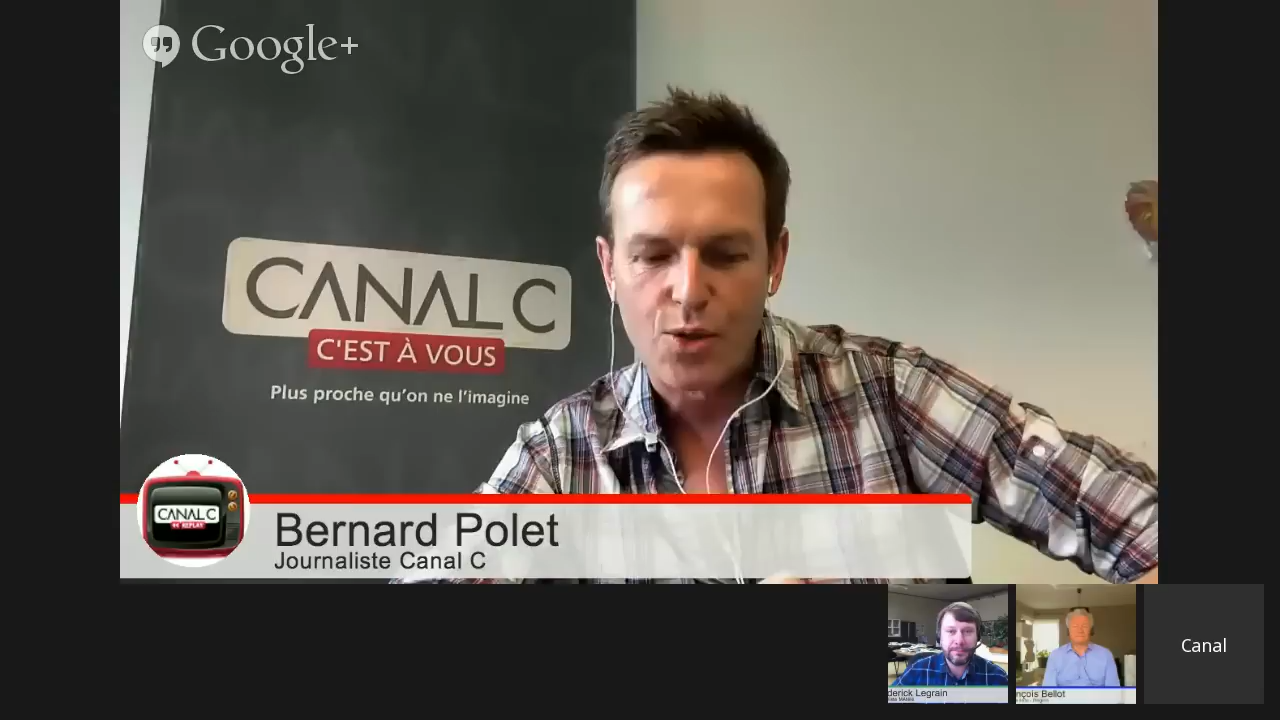 Google+
CANAL C
C'EST À VOUS
Plus proche qu'on ne l'imagine
CANAL C
REPLAY
Bernard Polet
Journaliste Canal C
derick Legrain
nçois Bellot
Canal